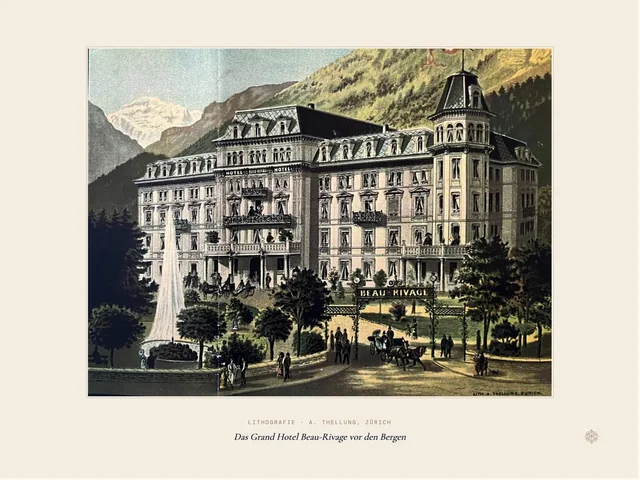 HOTEL BEAU-RIVAGE HOTEL
BEAU-RIVAGE
LITH. A. THELLUNG, ZÜRICH.
LITHOGRAFIE · A. THELLUNG, ZÜRICH
Das Grand Hotel Beau-Rivage vor den Bergen